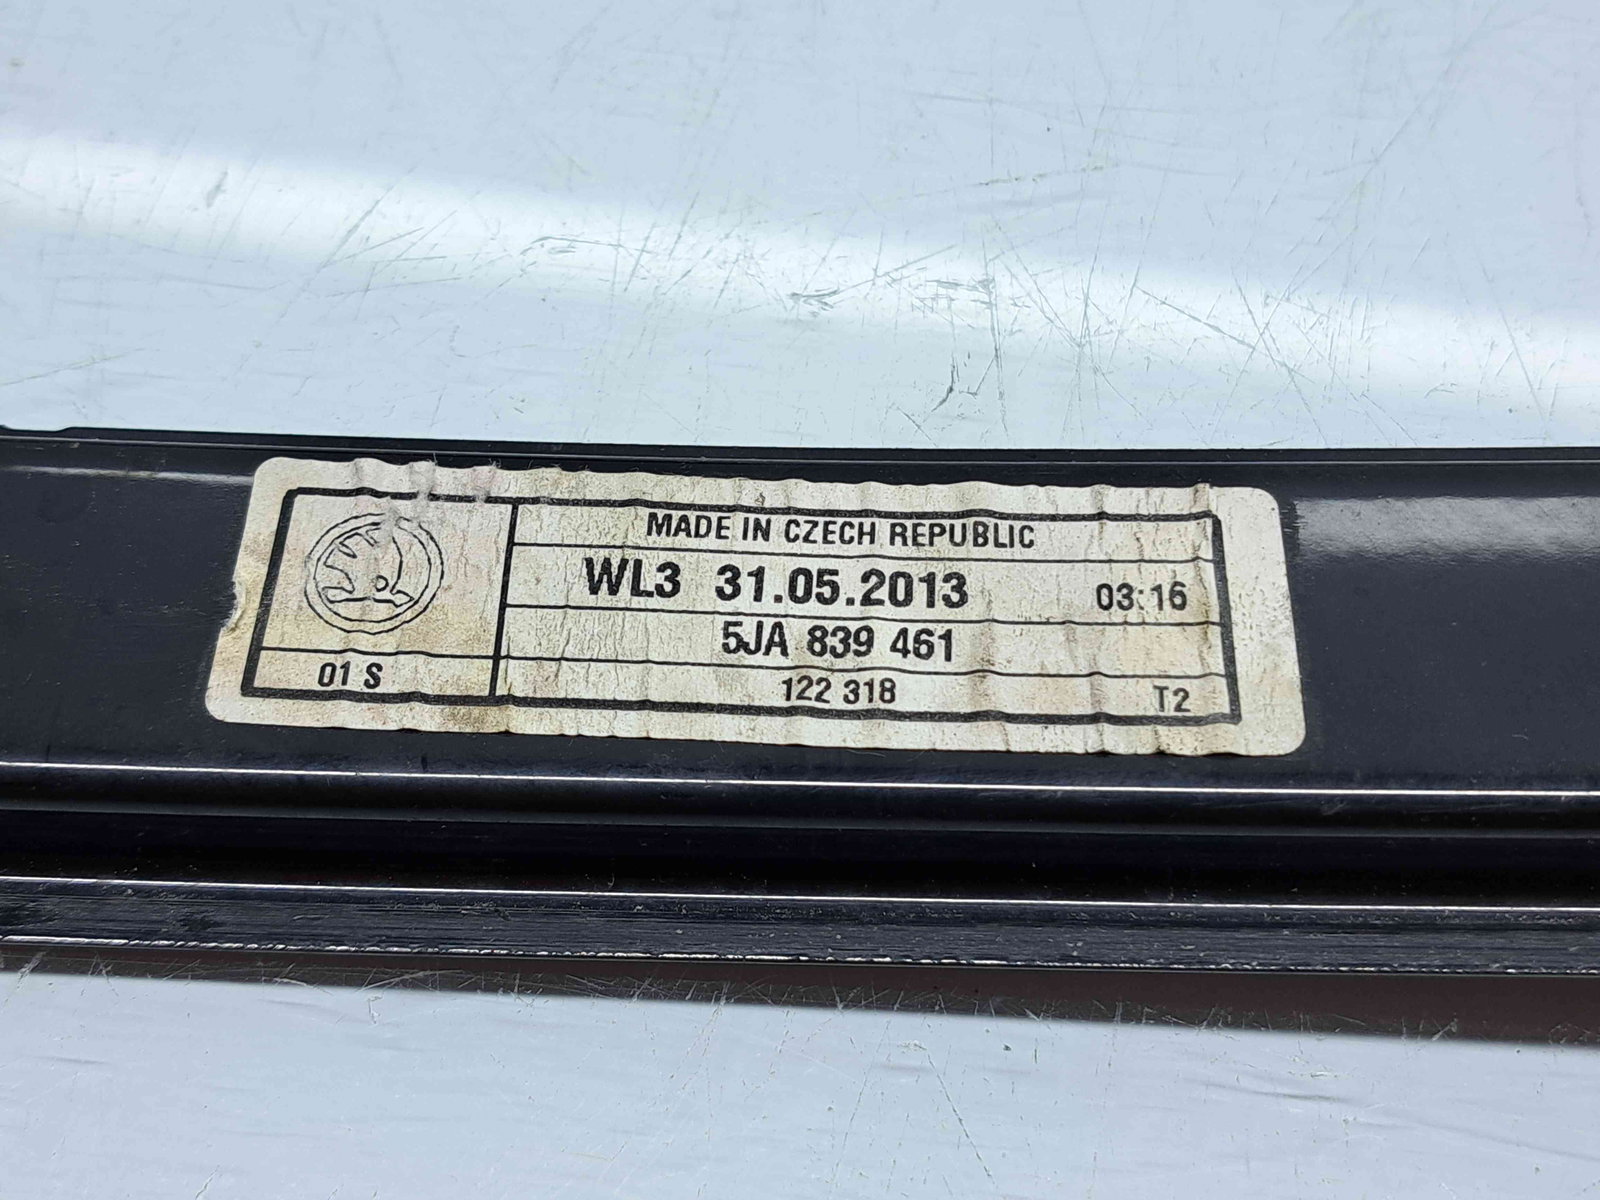 MADE IN CZECH REPUBLIC
WL3 31.05.2013 03:16
5JA 839 461
01 S 122 318 T2